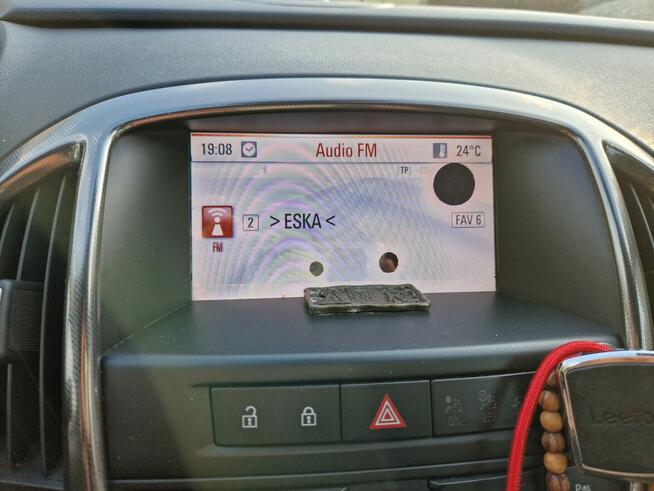 19:08 Audio FM 24°C
TP
2 > ESKA < FAV 6
FM